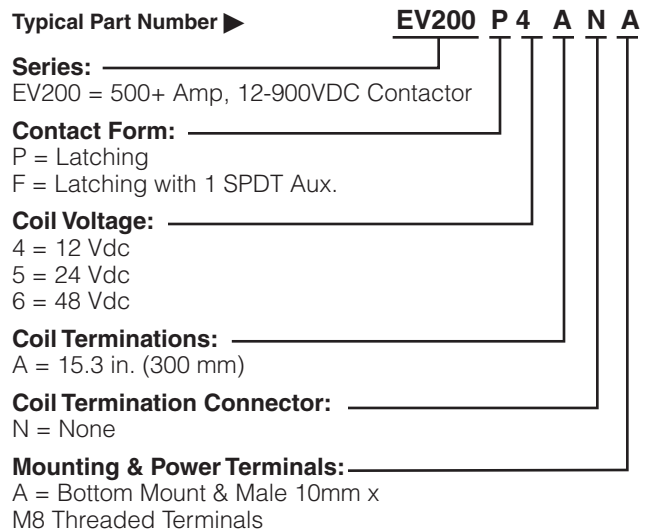 Typical Part Number ▶ EV200 P 4 A N A
Series:
EV200 = 500+ Amp, 12-900VDC Contactor
Contact Form:
P = Latching
F = Latching with 1 SPDT Aux.
Coil Voltage:
4 = 12 Vdc
5 = 24 Vdc
6 = 48 Vdc
Coil Terminations:
A = 15.3 in. (300 mm)
Coil Termination Connector:
N = None
Mounting & Power Terminals:
A = Bottom Mount & Male 10mm x
M8 Threaded Terminals